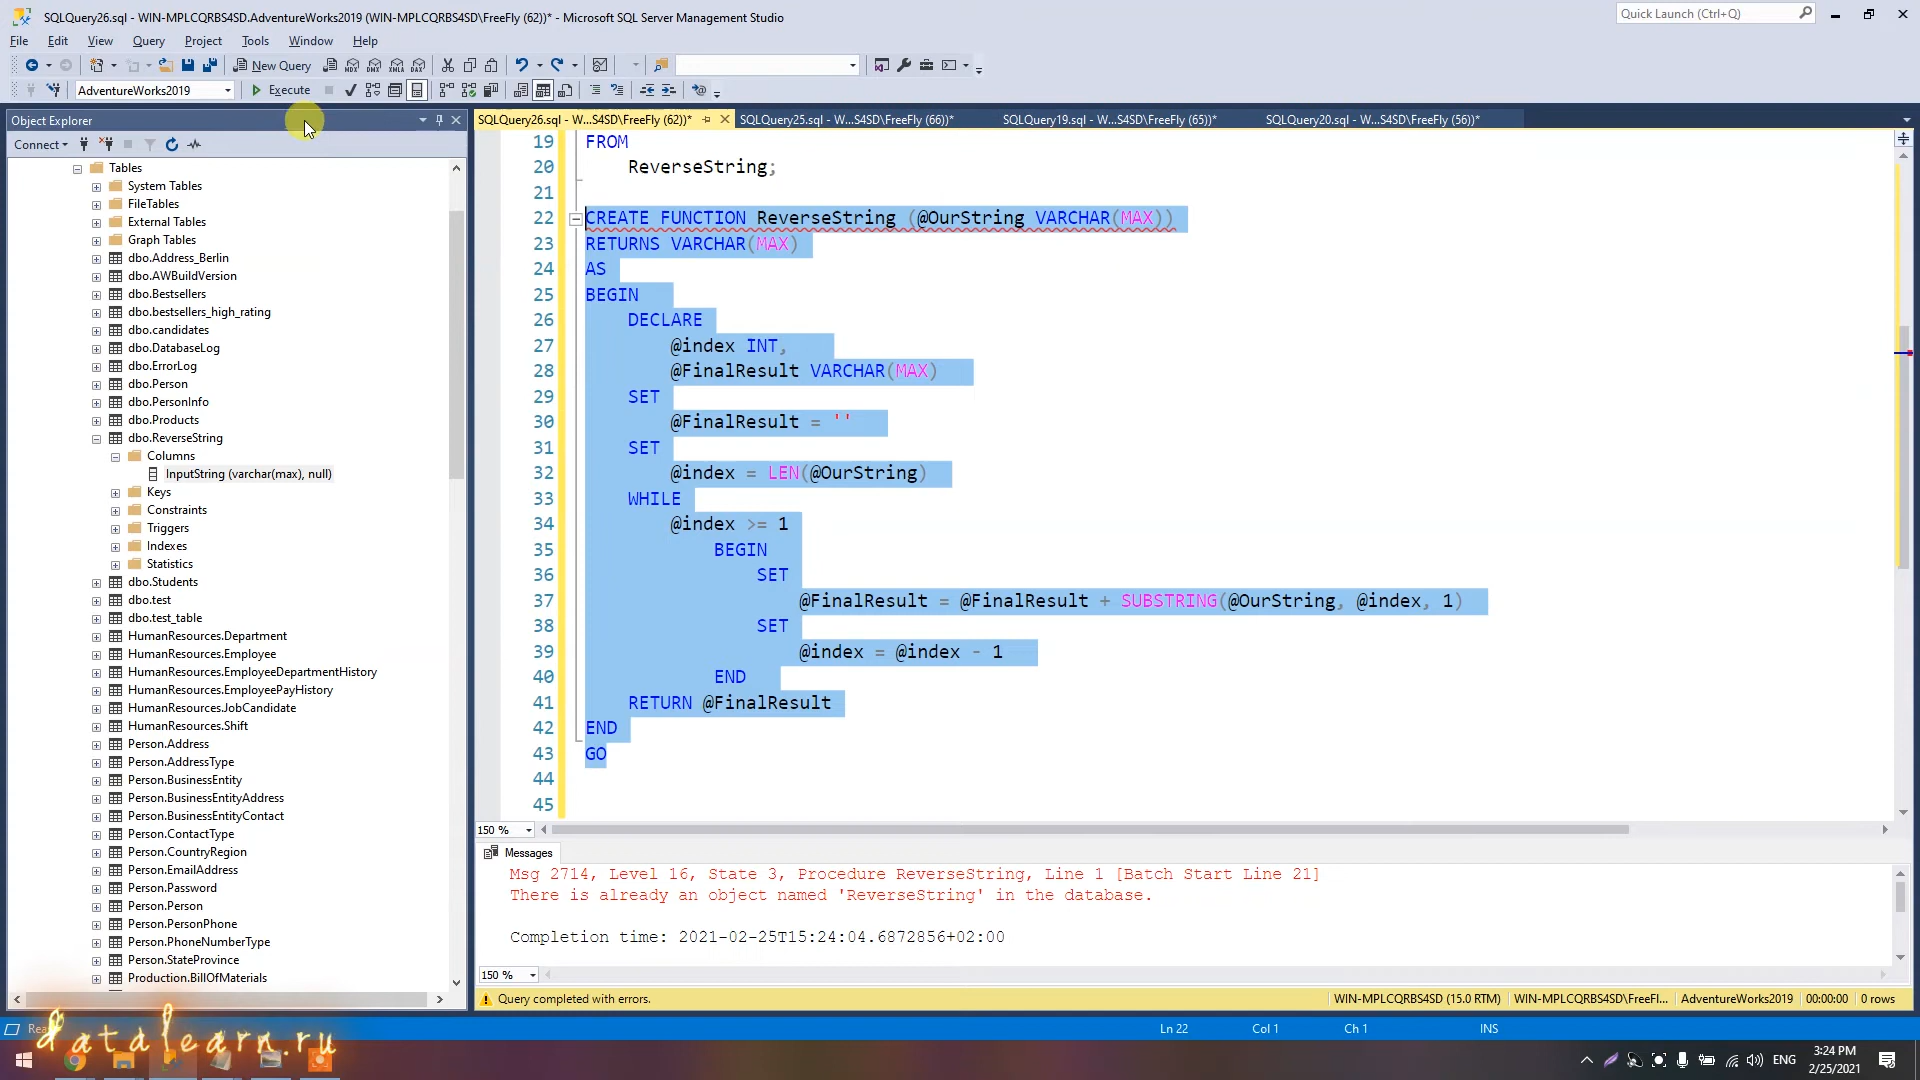 SQLQuery26.sql - WIN-MPLCQRBS4SD.AdventureWorks2019 (WIN-MPLCQRBS4SD\FreeFly (62))* - Microsoft SQL Server Management Studio
Quick Launch (Ctrl+Q)
File Edit View Query Project Tools Window Help
New Query
AdventureWorks2019
Execute
Object Explorer
Connect
Tables
System Tables
FileTables
External Tables
Graph Tables
dbo.Address_Berlin
dbo.AWBuildVersion
dbo.Bestsellers
dbo.bestsellers_high_rating
dbo.candidates
dbo.DatabaseLog
dbo.ErrorLog
dbo.Person
dbo.PersonInfo
dbo.Products
dbo.ReverseString
Columns
InputString (varchar(max), null)
Keys
Constraints
Triggers
Indexes
Statistics
dbo.Students
dbo.test
dbo.test_table
HumanResources.Department
HumanResources.Employee
HumanResources.EmployeeDepartmentHistory
HumanResources.EmployeePayHistory
HumanResources.JobCandidate
HumanResources.Shift
Person.Address
Person.AddressType
Person.BusinessEntity
Person.BusinessEntityAddress
Person.BusinessEntityContact
Person.ContactType
Person.CountryRegion
Person.EmailAddress
Person.Password
Person.Person
Person.PersonPhone
Person.PhoneNumberType
Person.StateProvince
Production.BillOfMaterials
SQLQuery26.sql - W...S4SD\FreeFly (62))* SQLQuery25.sql - W...S4SD\FreeFly (66))* SQLQuery19.sql - W...S4SD\FreeFly (65))* SQLQuery20.sql - W...S4SD\FreeFly (56))*
19 FROM
20 ReverseString;
21
22 CREATE FUNCTION ReverseString (@OurString VARCHAR(MAX))
23 RETURNS VARCHAR(MAX)
24 AS
25 BEGIN
26 DECLARE
27 @index INT,
28 @FinalResult VARCHAR(MAX)
29 SET
30 @FinalResult = ''
31 SET
32 @index = LEN(@OurString)
33 WHILE
34 @index >= 1
35 BEGIN
36 SET
37 @FinalResult = @FinalResult + SUBSTRING(@OurString, @index, 1)
38 SET
39 @index = @index - 1
40 END
41 RETURN @FinalResult
42 END
43 GO
44
45
150 %
Messages
Msg 2714, Level 16, State 3, Procedure ReverseString, Line 1 [Batch Start Line 21]
There is already an object named 'ReverseString' in the database.
Completion time: 2021-02-25T15:24:04.6872856+02:00
150 %
Query completed with errors. WIN-MPLCQRBS4SD (15.0 RTM) WIN-MPLCQRBS4SD\FreeFl... AdventureWorks2019 00:00:00 0 rows
Ln 22 Col 1 Ch 1 INS
datalearn.ru
ENG 3:24 PM
2/25/2021